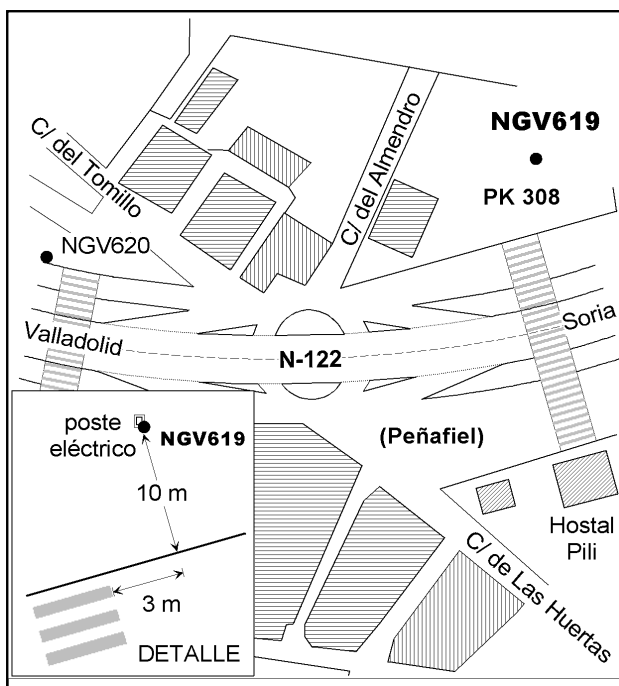 NGV619
PK 308
C/ del Tomillo
C/ del Almendro
NGV620
Valladolid
Soria
N-122
(Peñafiel)
Hostal
Pili
C/ de Las Huertas
poste
eléctrico
NGV619
10 m
3 m
DETALLE